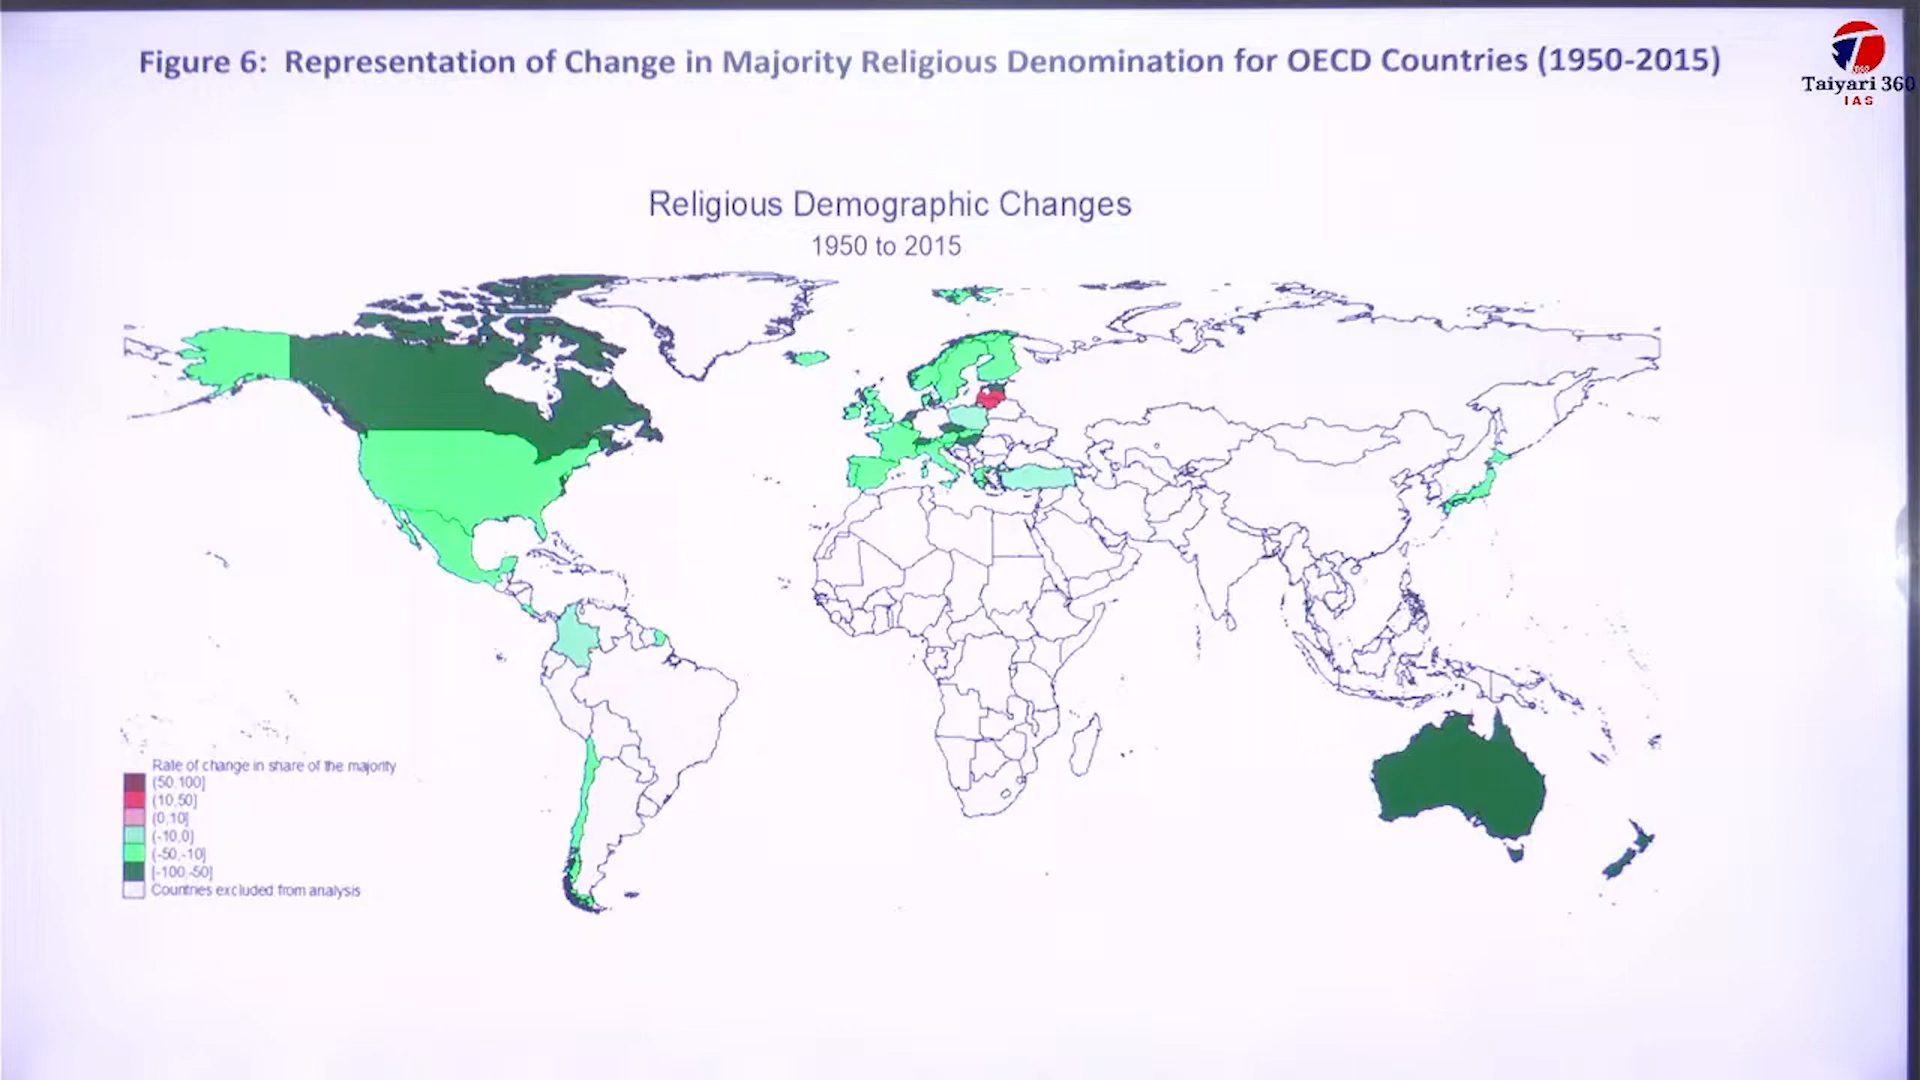 Figure 6: Representation of Change in Majority Religious Denomination for OECD Countries (1950-2015)
Taiyari 360
IAS
Religious Demographic Changes
1950 to 2015
Rate of change in share of the majority
(50,100]
(10,50]
(0,10]
(-10,0]
(-50,-10]
[-100,-50]
Countries excluded from analysis